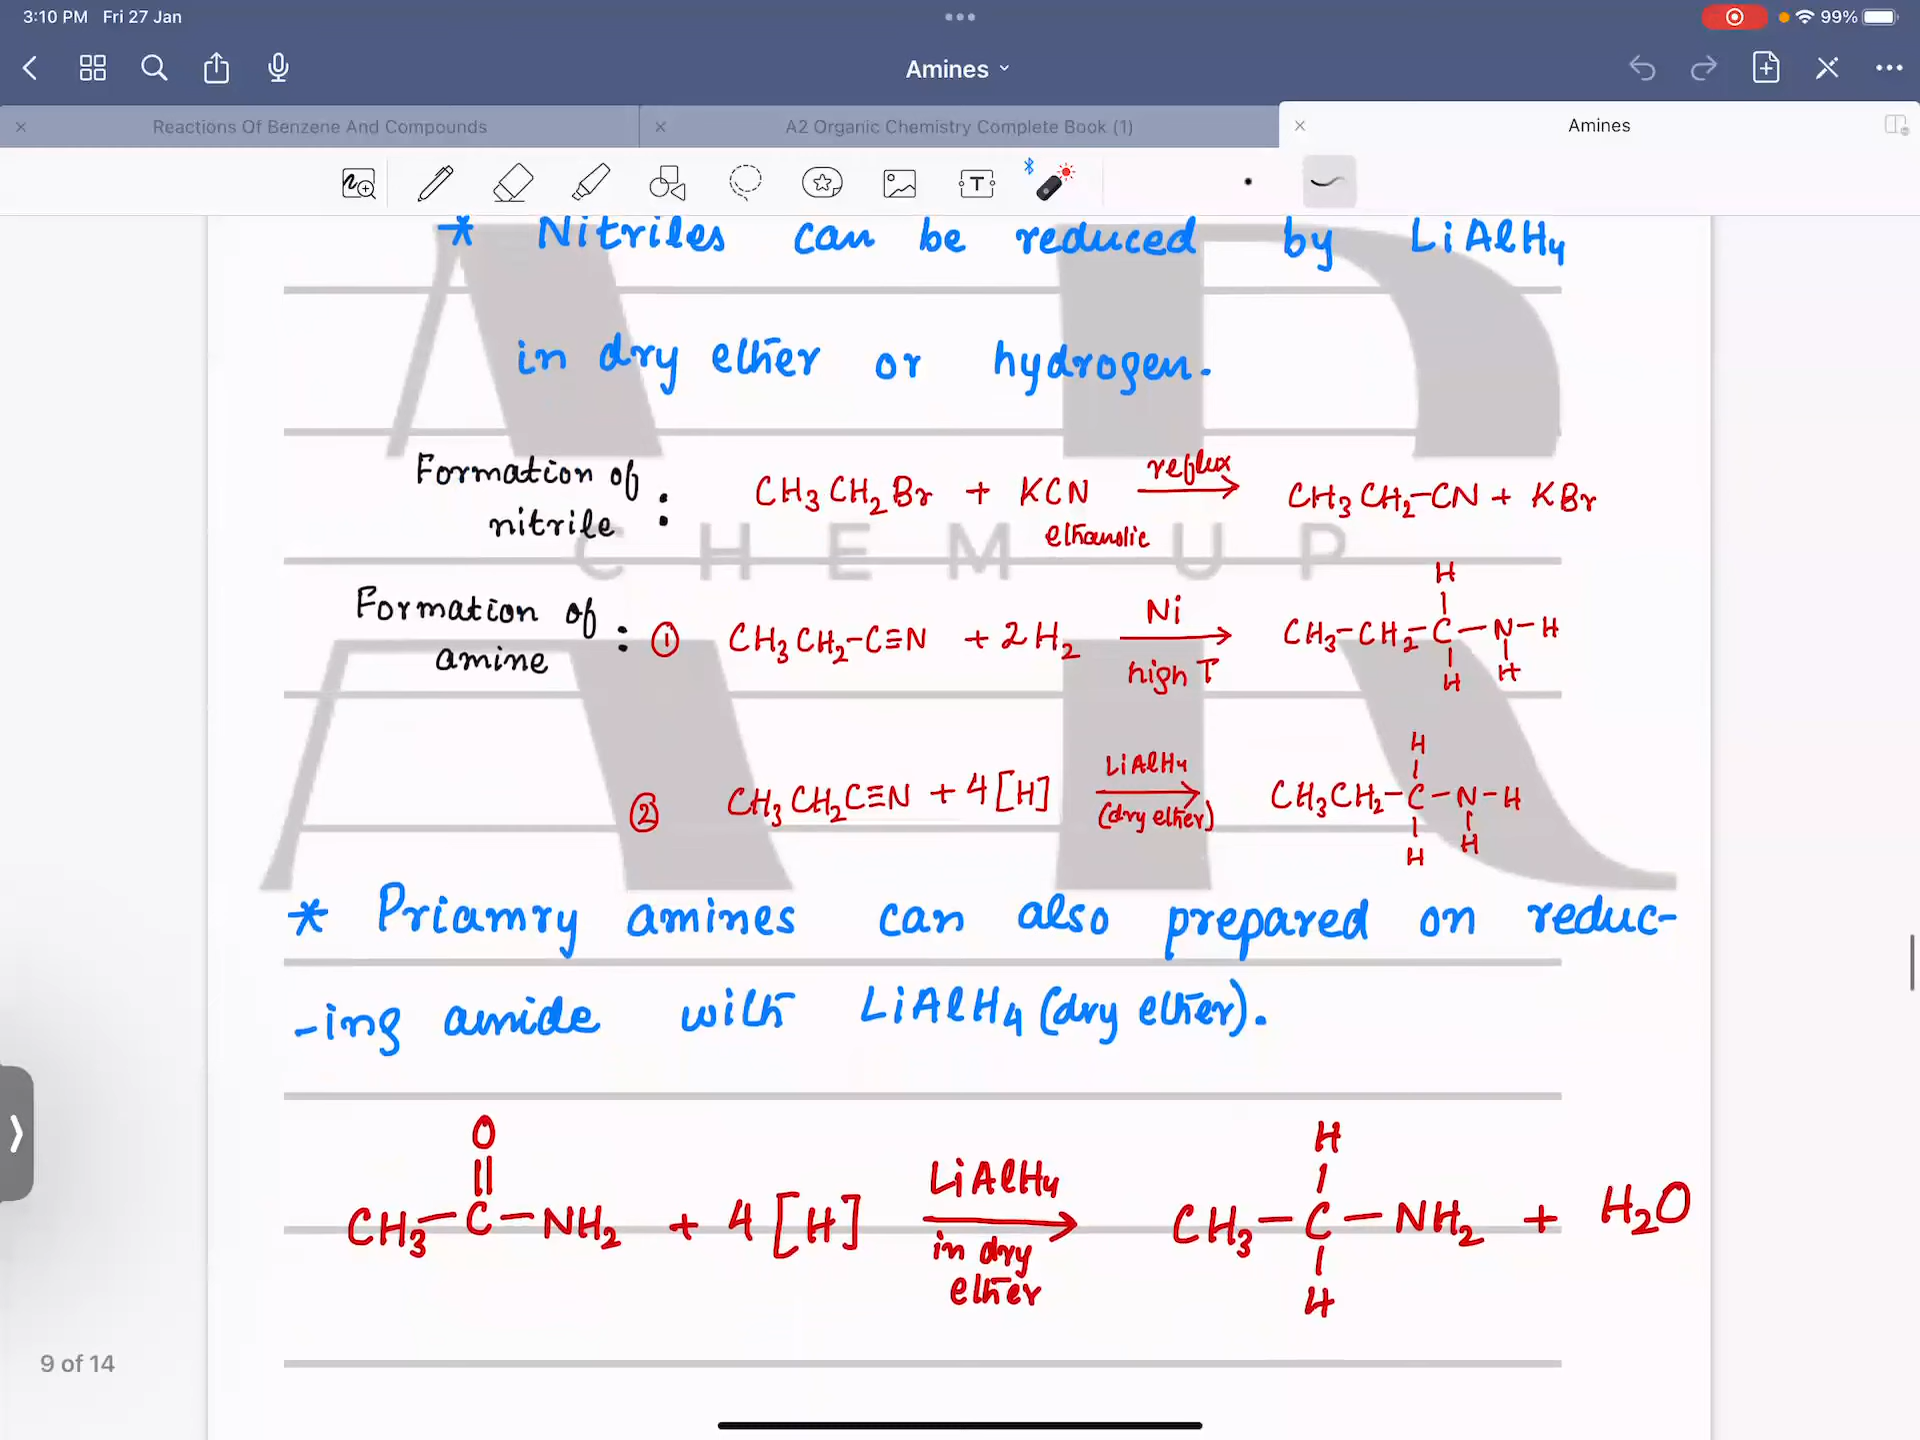 3:10 PM Fri 27 Jan
99%
Amines
Reactions Of Benzene And Compounds
A2 Organic Chemistry Complete Book (1)
Amines
* Nitriles can be reduced by LiAlH4
in dry ether or hydrogen.
Formation of nitrile : CH3CH2Br + KCN ethanolic reflux → CH3CH2-CN + KBr
CHEM UP
Formation of amine : ① CH3CH2-C≡N + 2H2 Ni → high T CH3-CH2-C-N-H H H H
② CH3CH2C≡N + 4[H] LiAlH4 → (dry ether) CH3CH2-C-N-H H H H
* Priamry amines can also prepared on reduc-
-ing amide with LiAlH4 (dry ether).
O
CH3-C-NH2 + 4[H] LiAlH4 → in dry ether CH3-C-NH2 + H2O
H
H
9 of 14